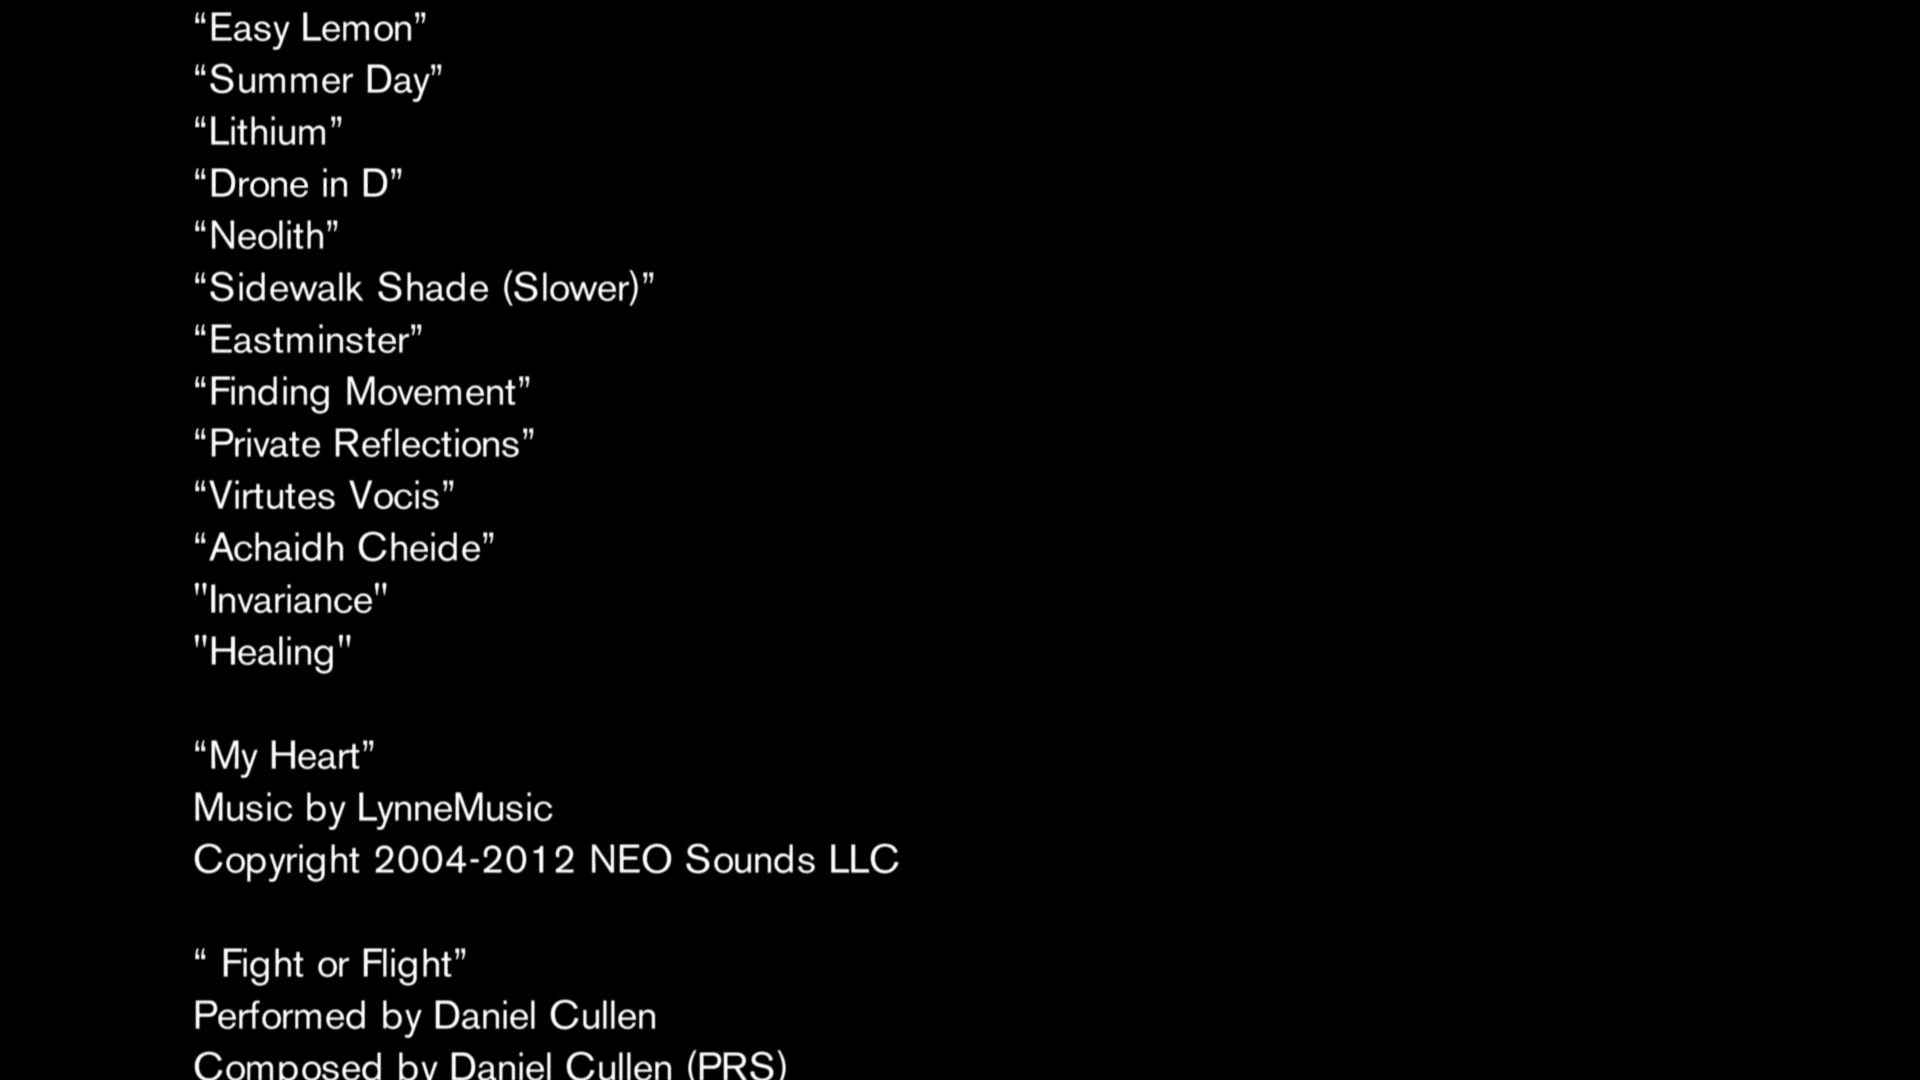 “Easy Lemon”
“Summer Day”
“Lithium”
“Drone in D”
“Neolith”
“Sidewalk Shade (Slower)”
“Eastminster”
“Finding Movement”
“Private Reflections”
“Virtutes Vocis”
“Achaidh Cheide”
"Invariance"
"Healing"
“My Heart”
Music by LynneMusic
Copyright 2004-2012 NEO Sounds LLC
“ Fight or Flight”
Performed by Daniel Cullen
Composed by Daniel Cullen (PRS)